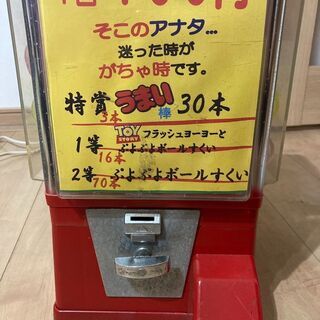 そこのアナタ...
迷った時が
がちゃ時です。
特賞 うまい棒 30本
3本
TOY STORY フラッシュヨーヨーと
1等 ぷよぷよボールすくい
16本
2等 ぷよぷよボールすくい
70本